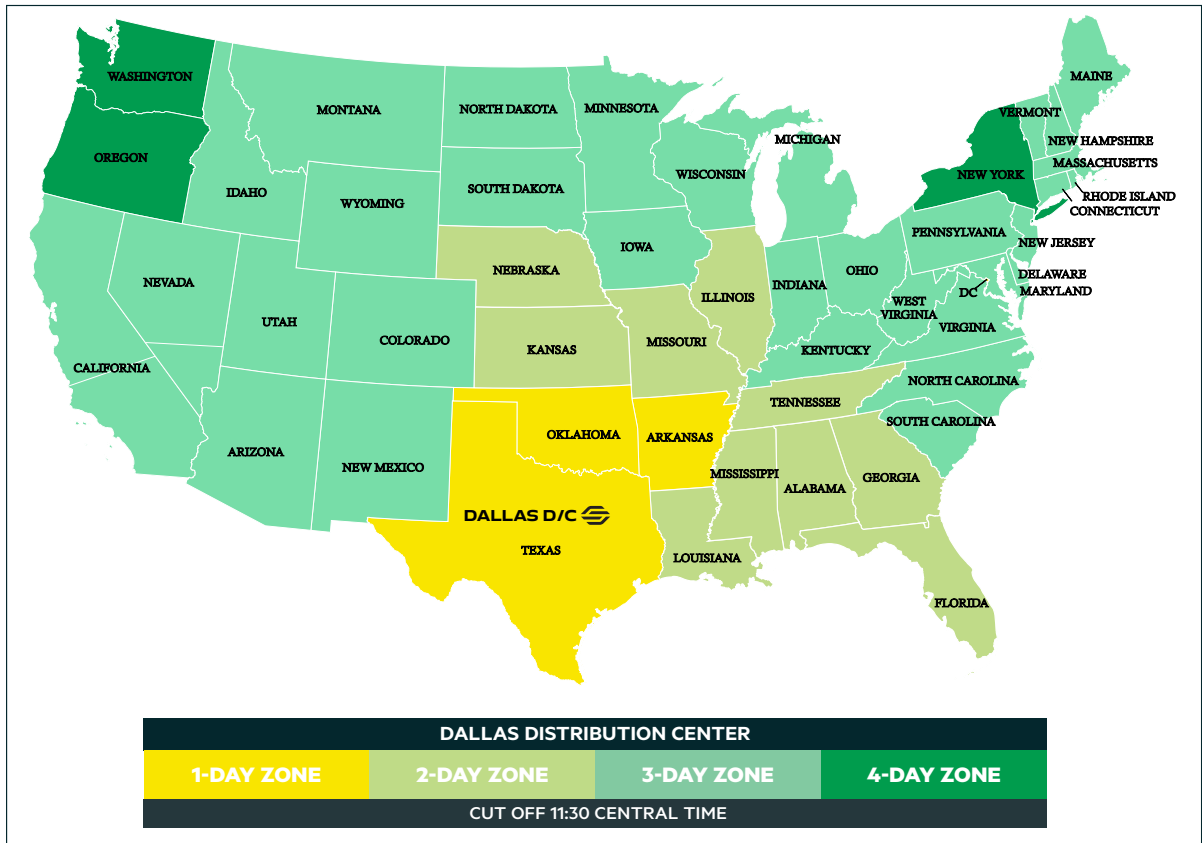 WASHINGTON
MONTANA
NORTH DAKOTA
MINNESOTA
MAINE
OREGON
IDAHO
WYOMING
SOUTH DAKOTA
WISCONSIN
MICHIGAN
VERMONT
NEW HAMPSHIRE
MASSACHUSETTS
NEW YORK
RHODE ISLAND
CONNECTICUT
NEVADA
UTAH
COLORADO
NEBRASKA
IOWA
ILLINOIS
INDIANA
OHIO
PENNSYLVANIA
NEW JERSEY
DELAWARE
MARYLAND
DC
WEST
VIRGINIA
VIRGINIA
CALIFORNIA
KANSAS
MISSOURI
KENTUCKY
NORTH CAROLINA
TENNESSEE
SOUTH CAROLINA
ARIZONA
NEW MEXICO
OKLAHOMA
ARKANSAS
MISSISSIPPI
ALABAMA
GEORGIA
DALLAS D/C
TEXAS
LOUISIANA
FLORIDA
DALLAS DISTRIBUTION CENTER
1-DAY ZONE
2-DAY ZONE
3-DAY ZONE
4-DAY ZONE
CUT OFF 11:30 CENTRAL TIME